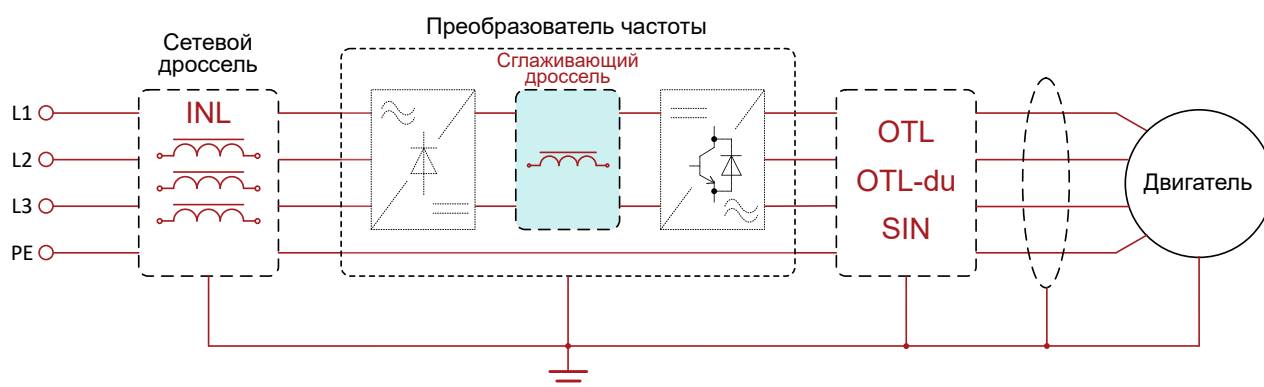 Преобразователь частоты
Сетевой
дроссель
Сглаживающий
дроссель
L1
INL
L2
L3
PE
OTL
OTL-du
SIN
Двигатель